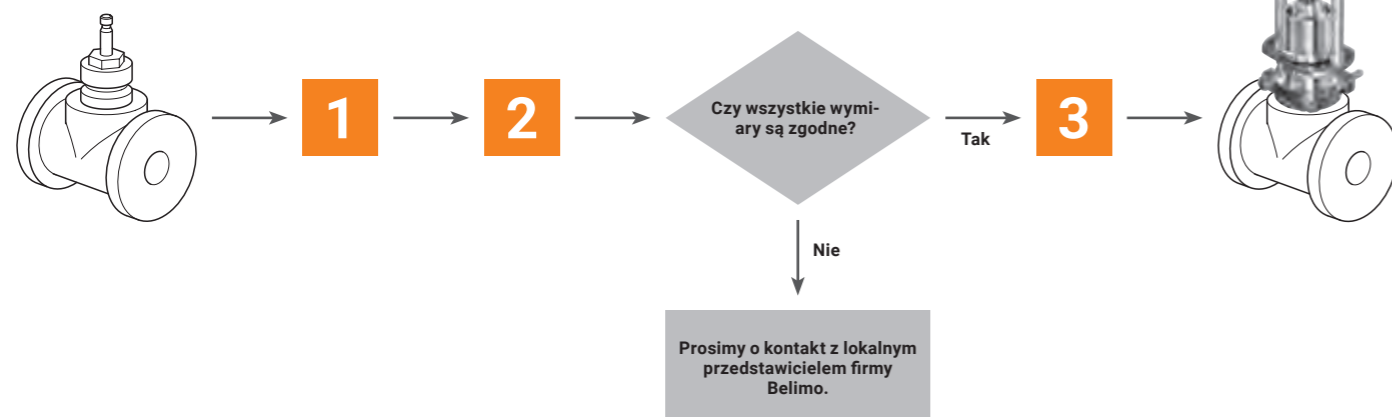 1
2
Czy wszystkie wymi-
ary są zgodne?
Tak
3
Nie
Prosimy o kontakt z lokalnym
przedstawicielem firmy
Belimo.